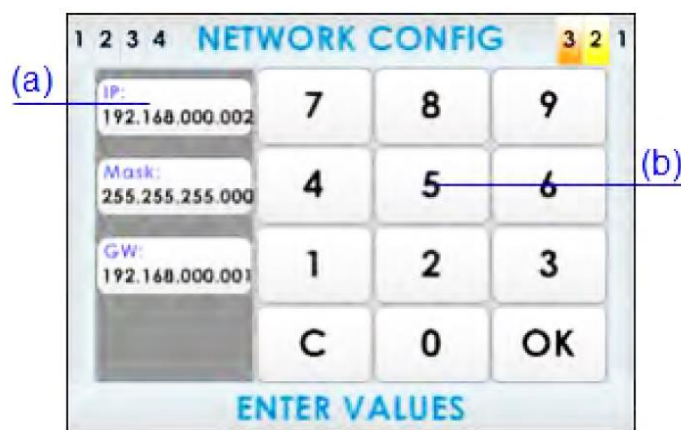 1 2 3 4 NETWORK CONFIG 3 2 1
(a)
IP:
192.168.000.002
7 8 9
Mask:
255.255.255.000
4 5 6
(b)
GW:
192.168.000.001
1 2 3
C 0 OK
ENTER VALUES